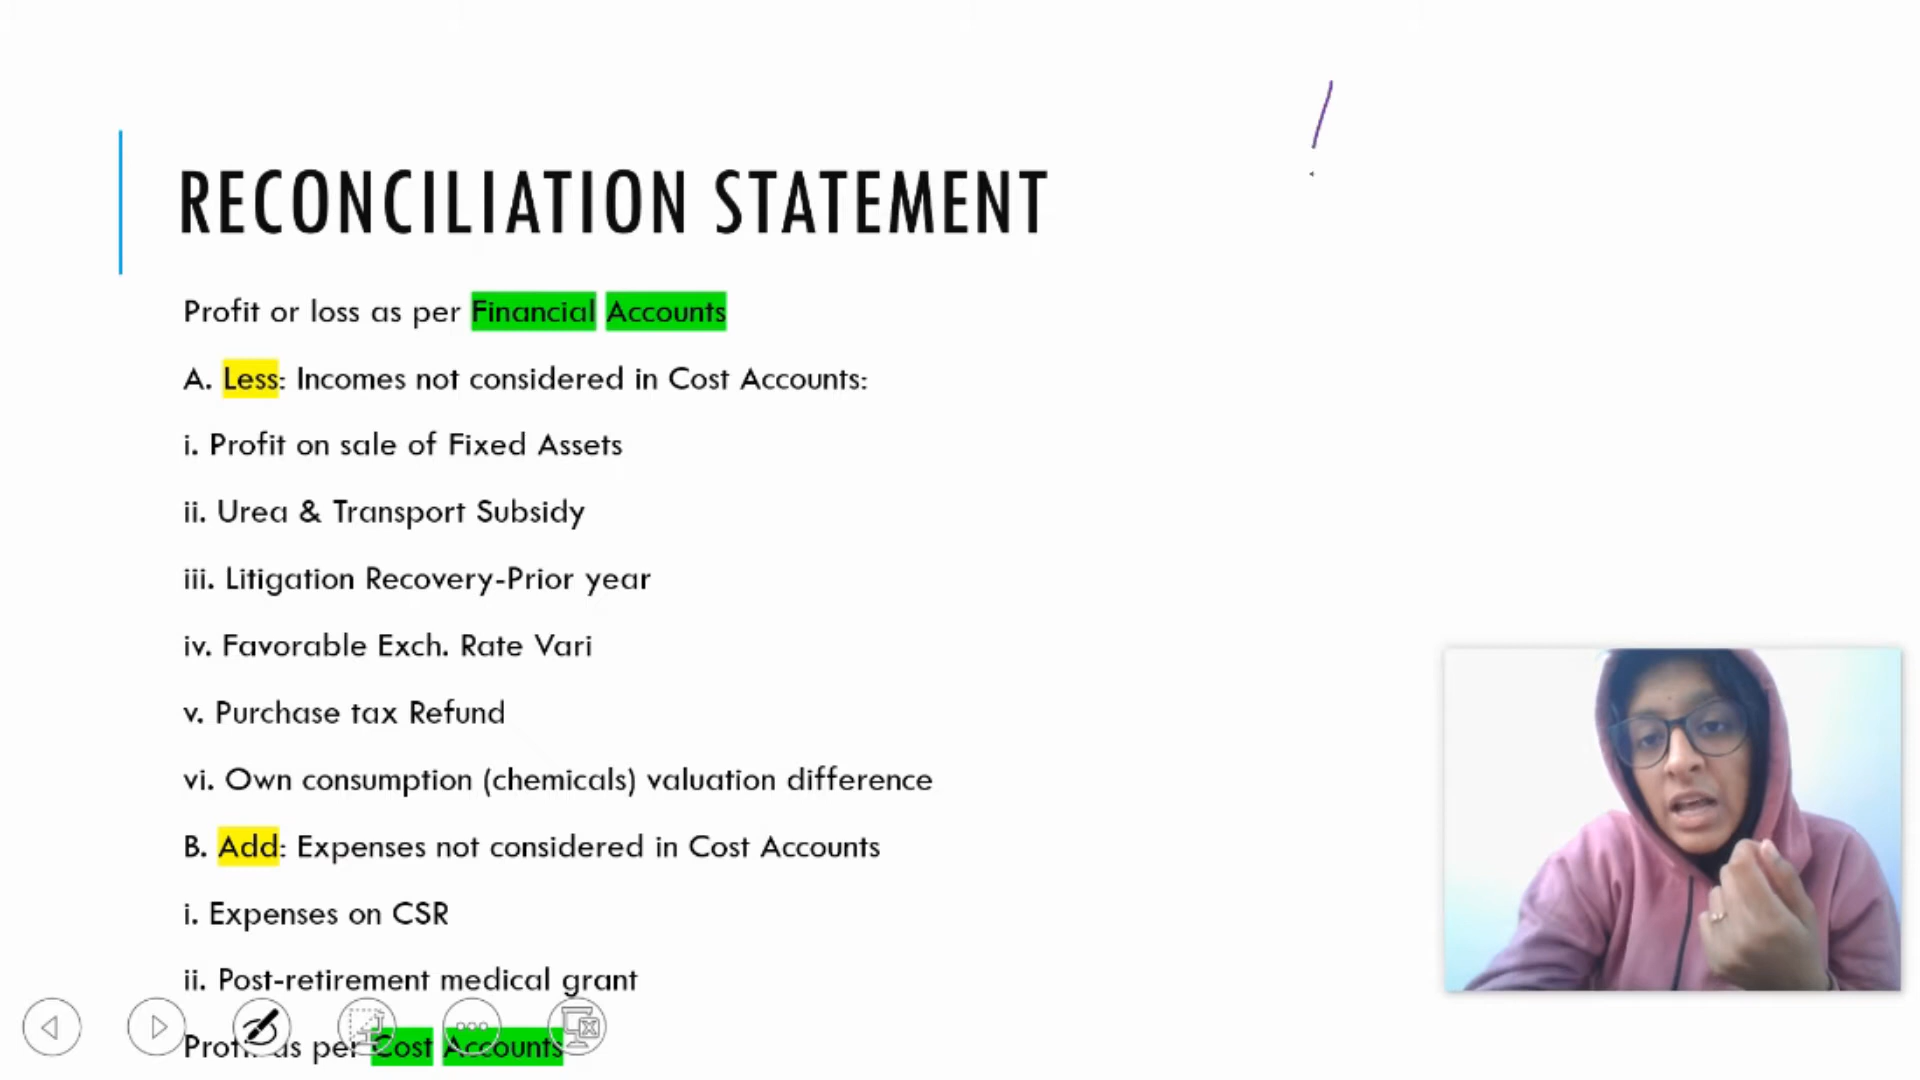 RECONCILIATION STATEMENT
Profit or loss as per Financial Accounts
A. Less: Incomes not considered in Cost Accounts:
i. Profit on sale of Fixed Assets
ii. Urea & Transport Subsidy
iii. Litigation Recovery-Prior year
iv. Favorable Exch. Rate Vari
v. Purchase tax Refund
vi. Own consumption (chemicals) valuation difference
B. Add: Expenses not considered in Cost Accounts
i. Expenses on CSR
ii. Post-retirement medical grant
Profit as per Cost Accounts